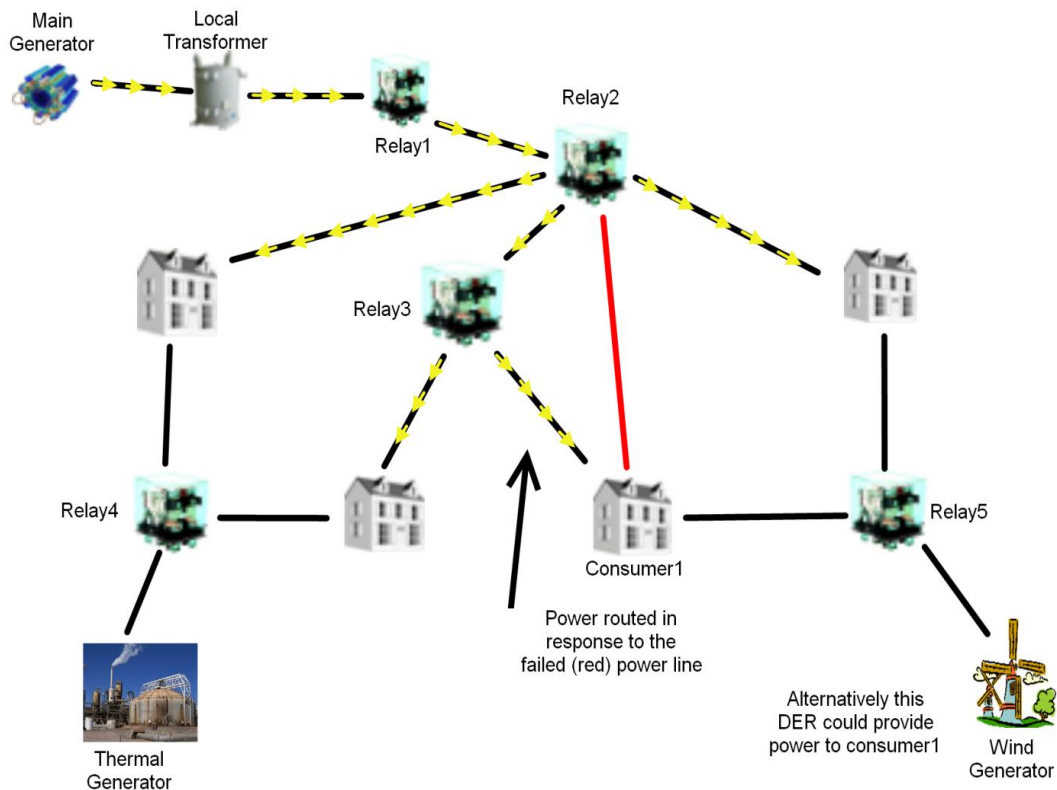 Main
Generator
Local
Transformer
Relay1
Relay2
Relay3
Relay4
Relay5
Consumer1
Power routed in
response to the
failed (red) power line
Thermal
Generator
Alternatively this
DER could provide
power to consumer1
Wind
Generator